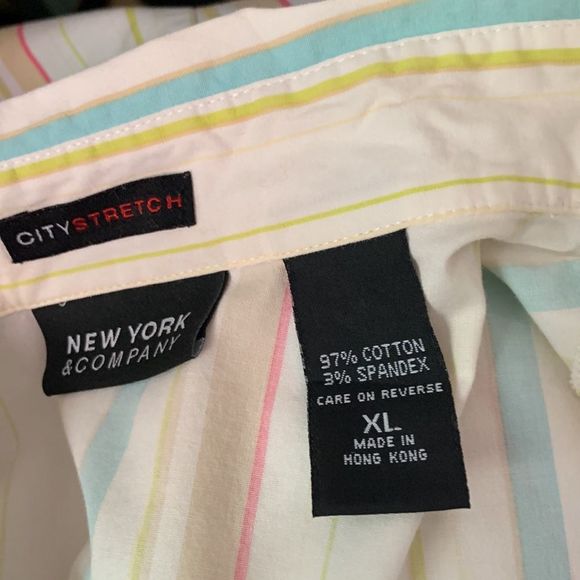 CITYSTRETCH
NEW YORK
&COMPANY
97% COTTON
3% SPANDEX
CARE ON REVERSE
XL
MADE IN
HONG KONG